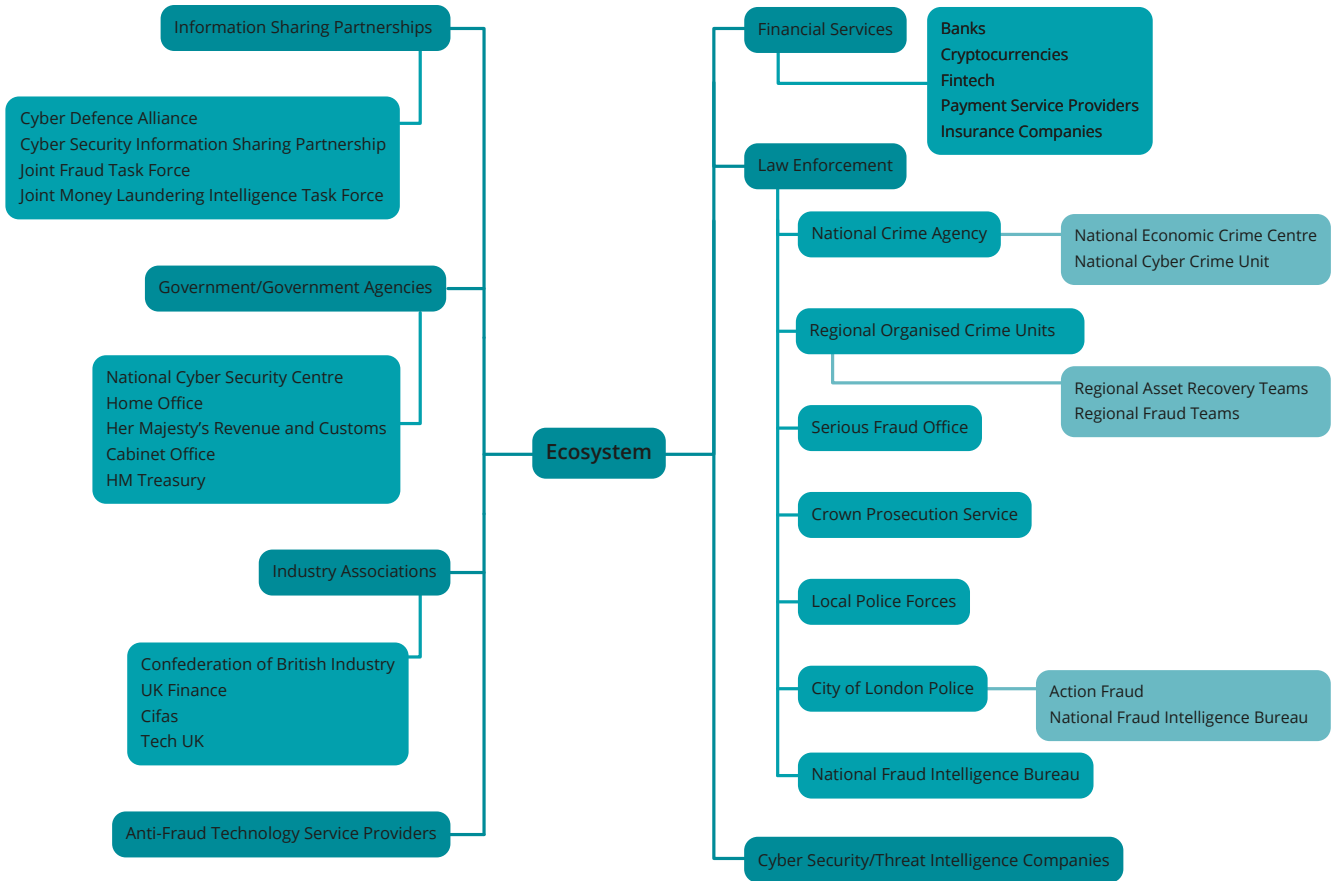 Information Sharing Partnerships
Cyber Defence Alliance
Cyber Security Information Sharing Partnership
Joint Fraud Task Force
Joint Money Laundering Intelligence Task Force
Government/Government Agencies
National Cyber Security Centre
Home Office
Her Majesty’s Revenue and Customs
Cabinet Office
HM Treasury
Industry Associations
Confederation of British Industry
UK Finance
Cifas
Tech UK
Anti-Fraud Technology Service Providers
Ecosystem
Financial Services
Banks
Cryptocurrencies
Fintech
Payment Service Providers
Insurance Companies
Law Enforcement
National Crime Agency
National Economic Crime Centre
National Cyber Crime Unit
Regional Organised Crime Units
Regional Asset Recovery Teams
Regional Fraud Teams
Serious Fraud Office
Crown Prosecution Service
Local Police Forces
City of London Police
Action Fraud
National Fraud Intelligence Bureau
National Fraud Intelligence Bureau
Cyber Security/Threat Intelligence Companies